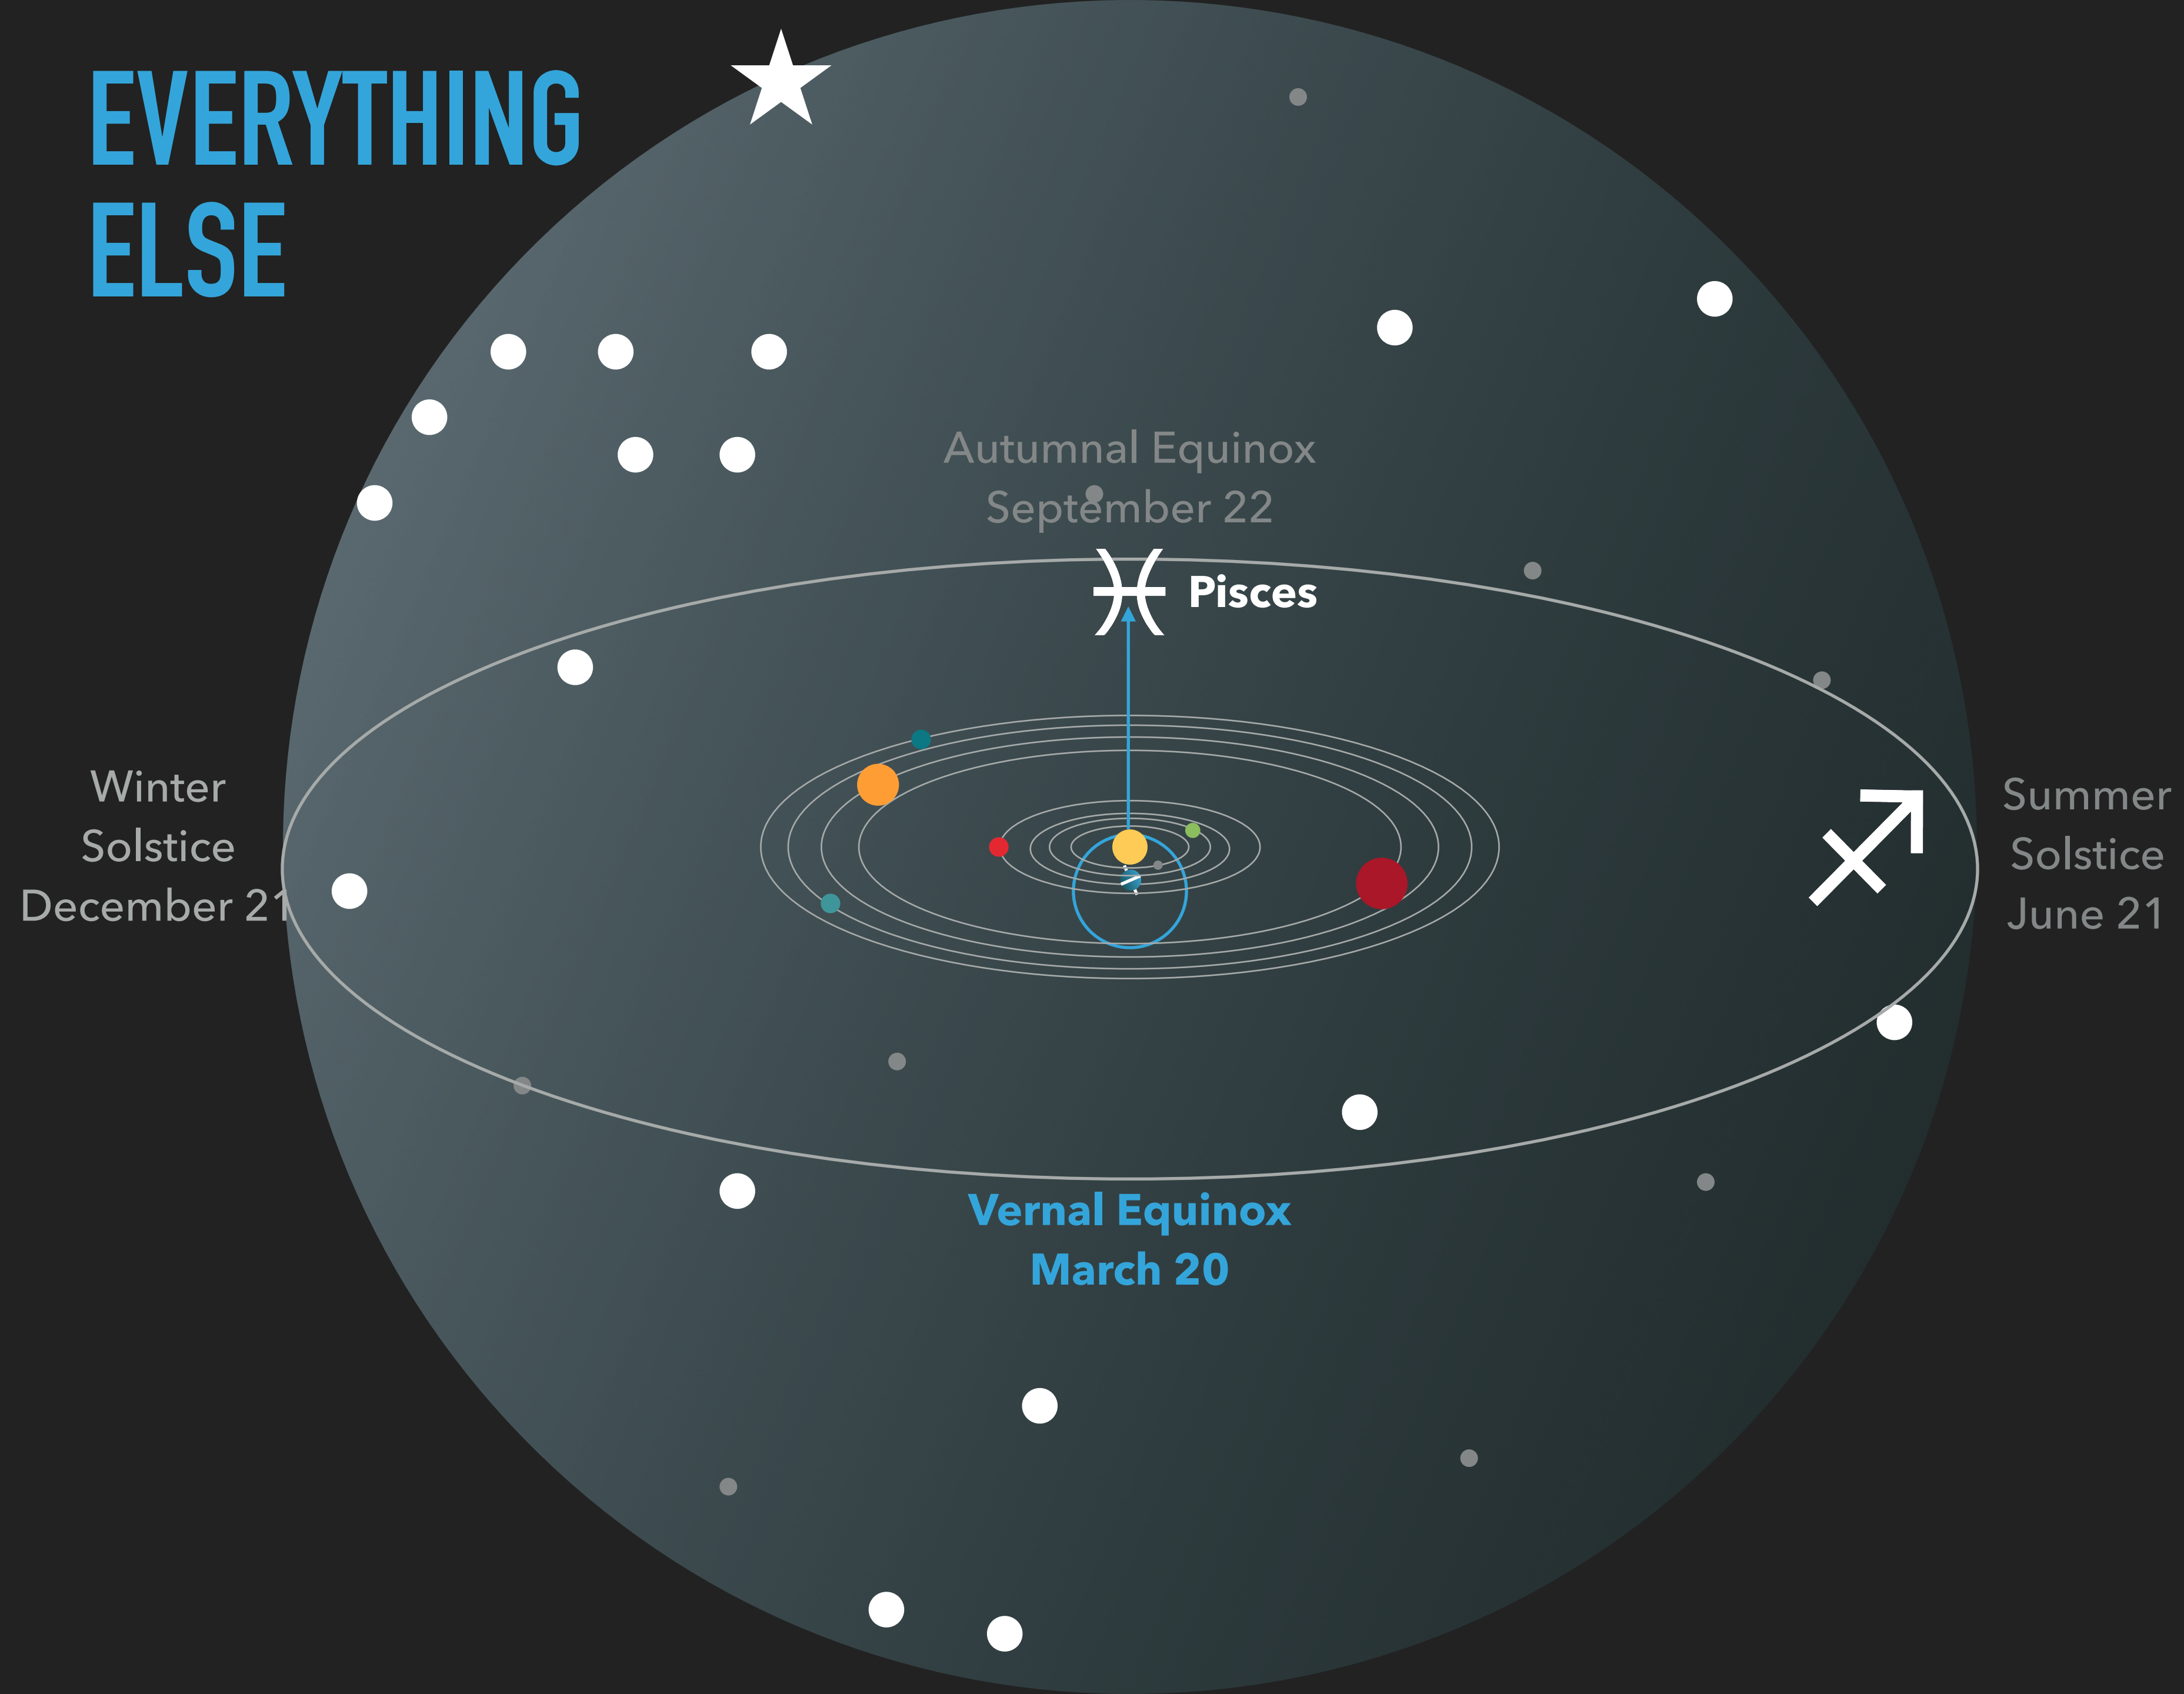 EVERYTHING
ELSE
Autumnal Equinox
September 22
Pisces
Winter
Solstice
December 21
Summer
Solstice
June 21
Vernal Equinox
March 20